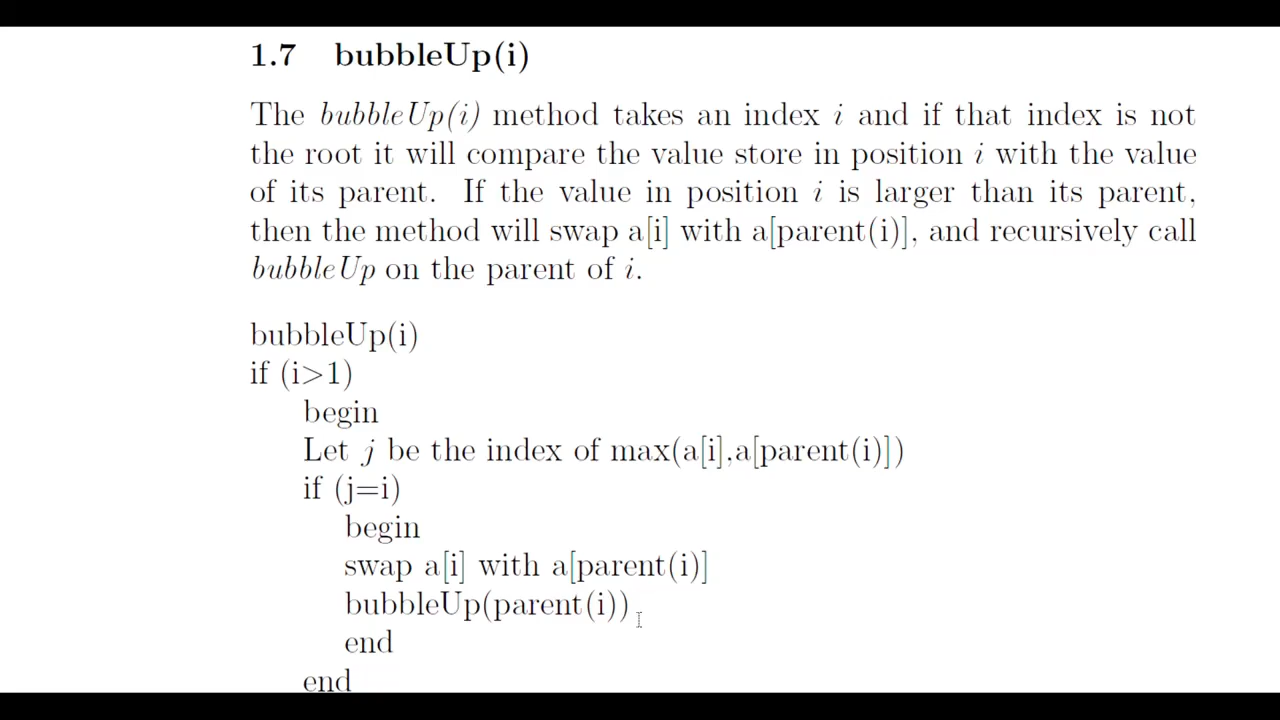 1.7 bubbleUp(i)
The bubbleUp(i) method takes an index i and if that index is not
the root it will compare the value store in position i with the value
of its parent. If the value in position i is larger than its parent,
then the method will swap a[i] with a[parent(i)], and recursively call
bubbleUp on the parent of i.
bubbleUp(i)
if (i>1)
begin
Let j be the index of max(a[i],a[parent(i)])
if (j=i)
begin
swap a[i] with a[parent(i)]
bubbleUp(parent(i))
end
end